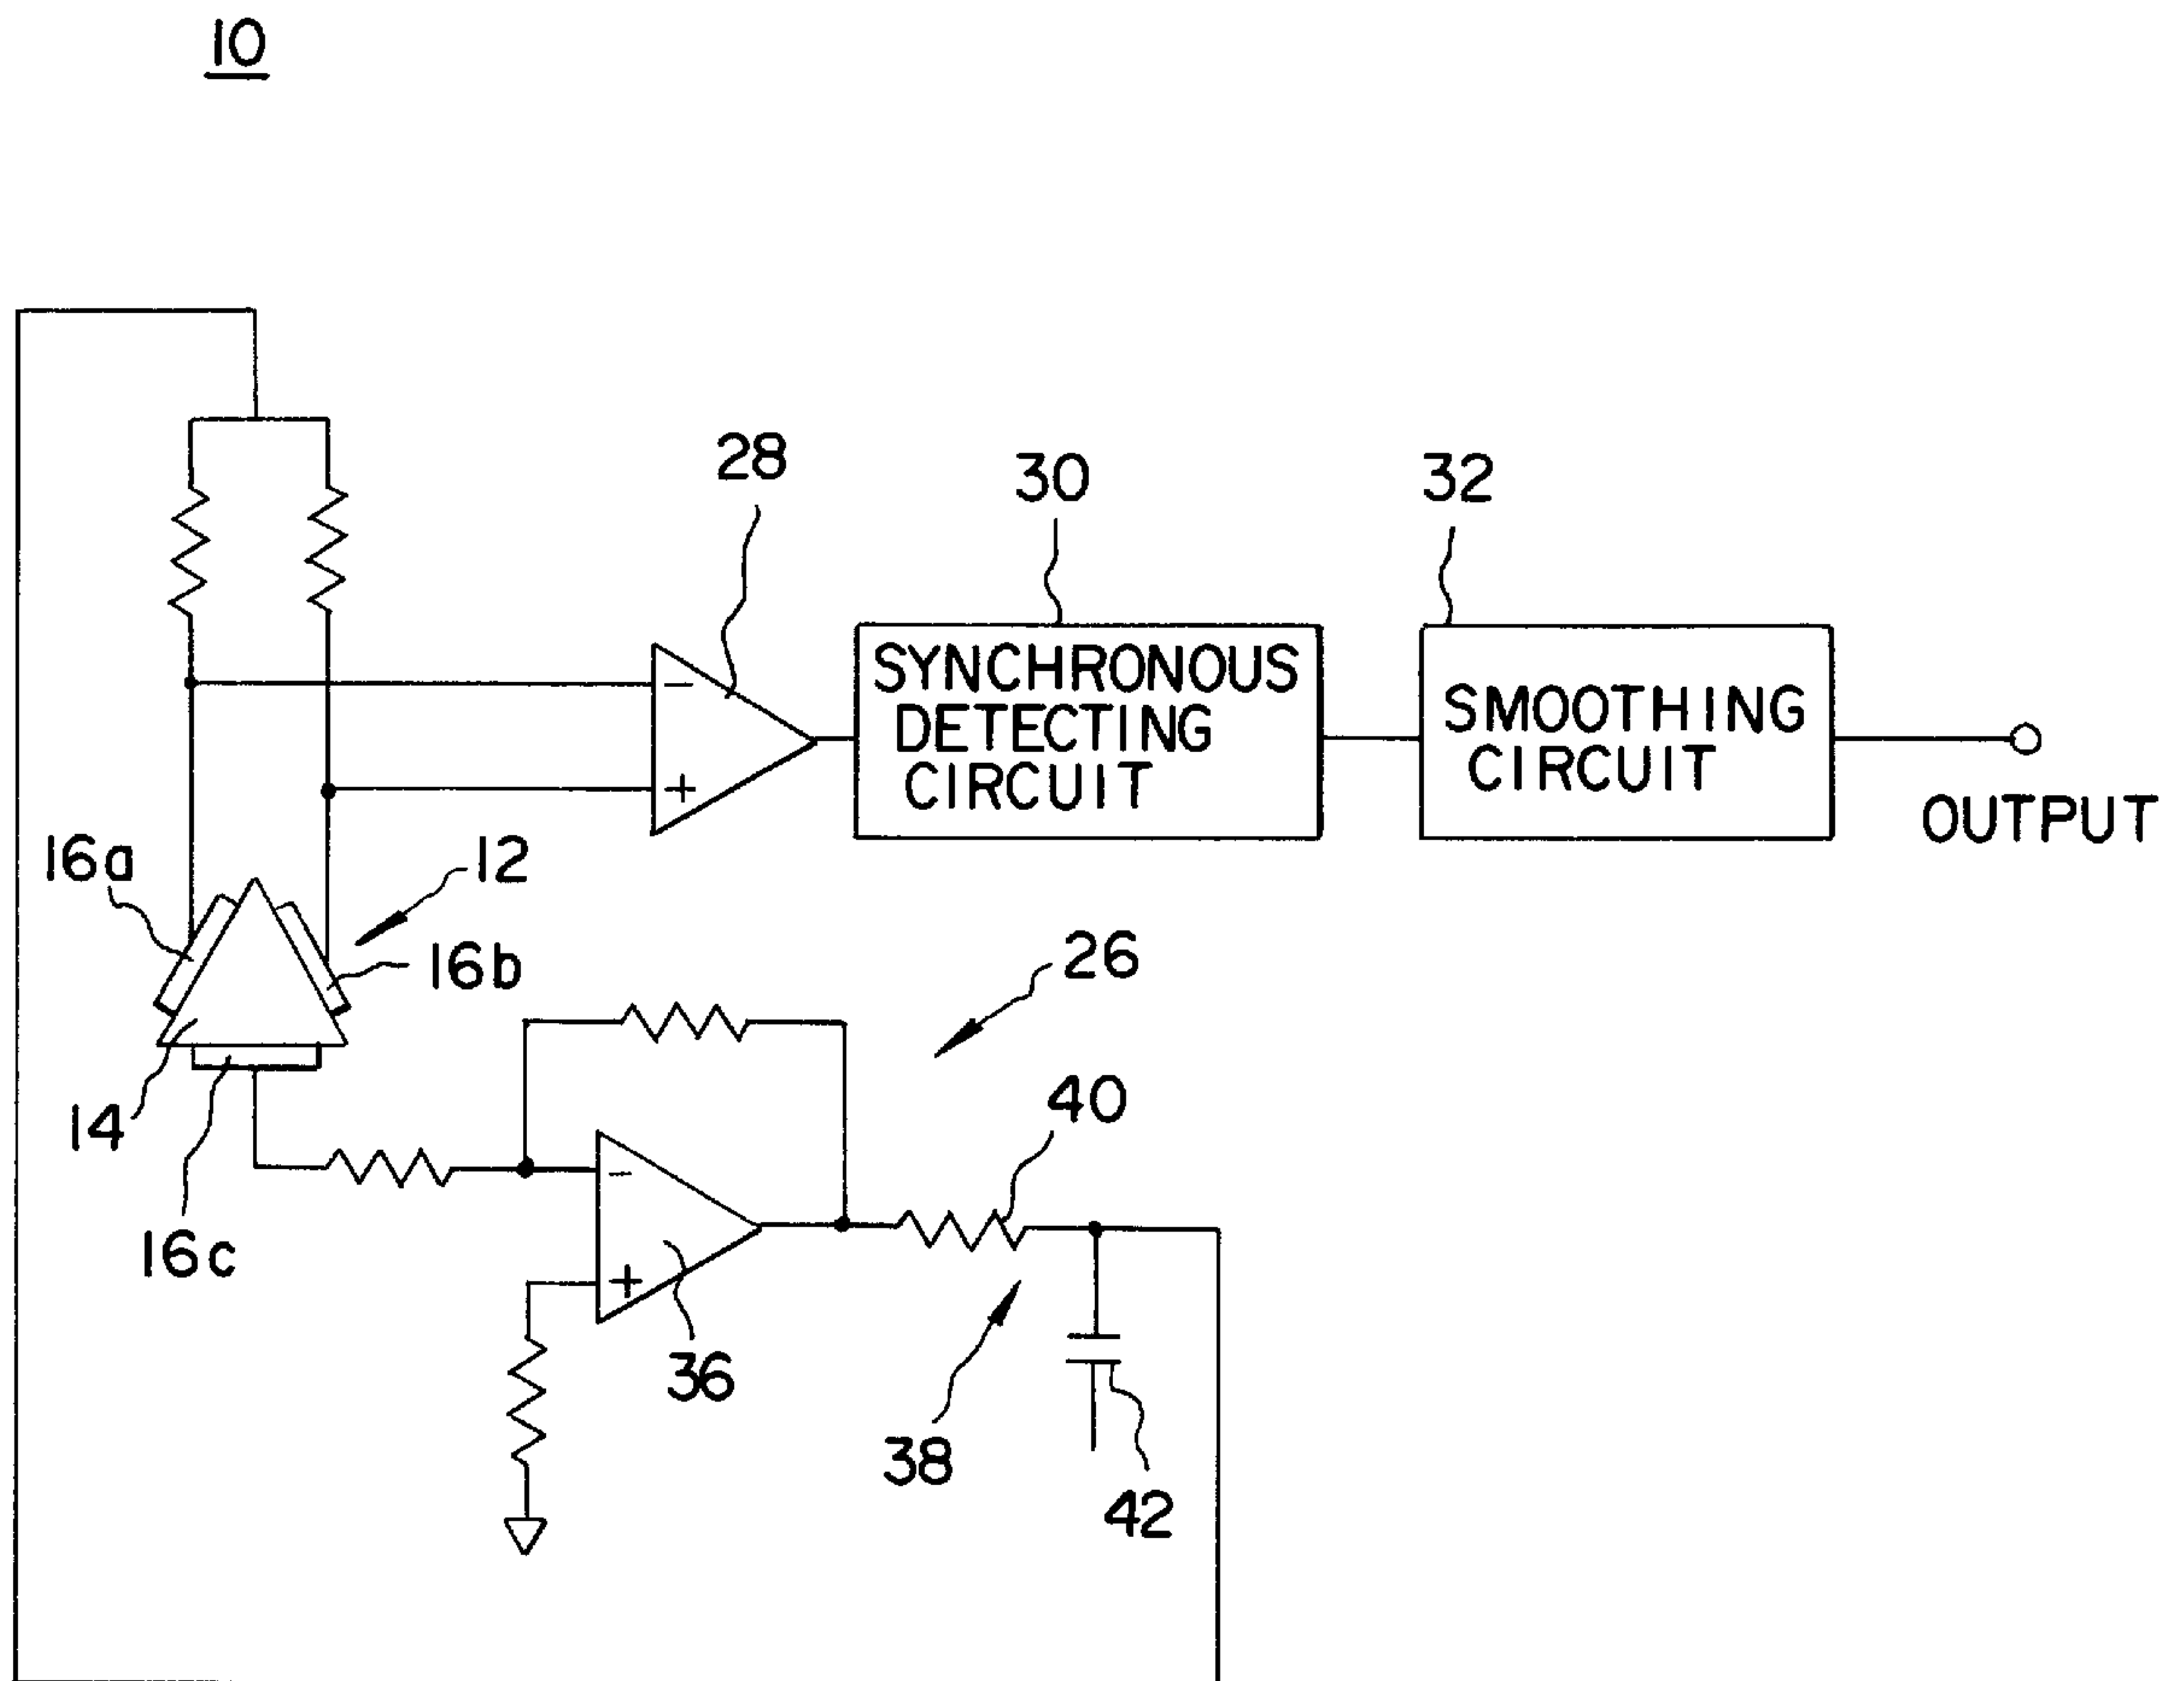 10
28
30
32
SYNCHRONOUS
DETECTING
CIRCUIT
SMOOTHING
CIRCUIT
OUTPUT
−
+
16a
12
16b
26
14
40
16c
−
+
36
38
42